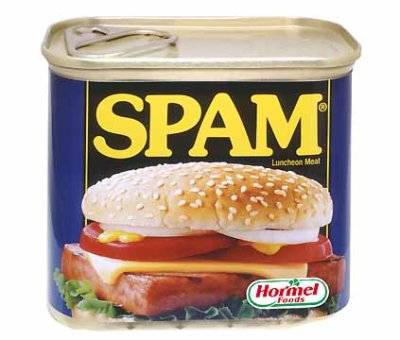 SPAM®
Luncheon Meat
Hormel
Foods